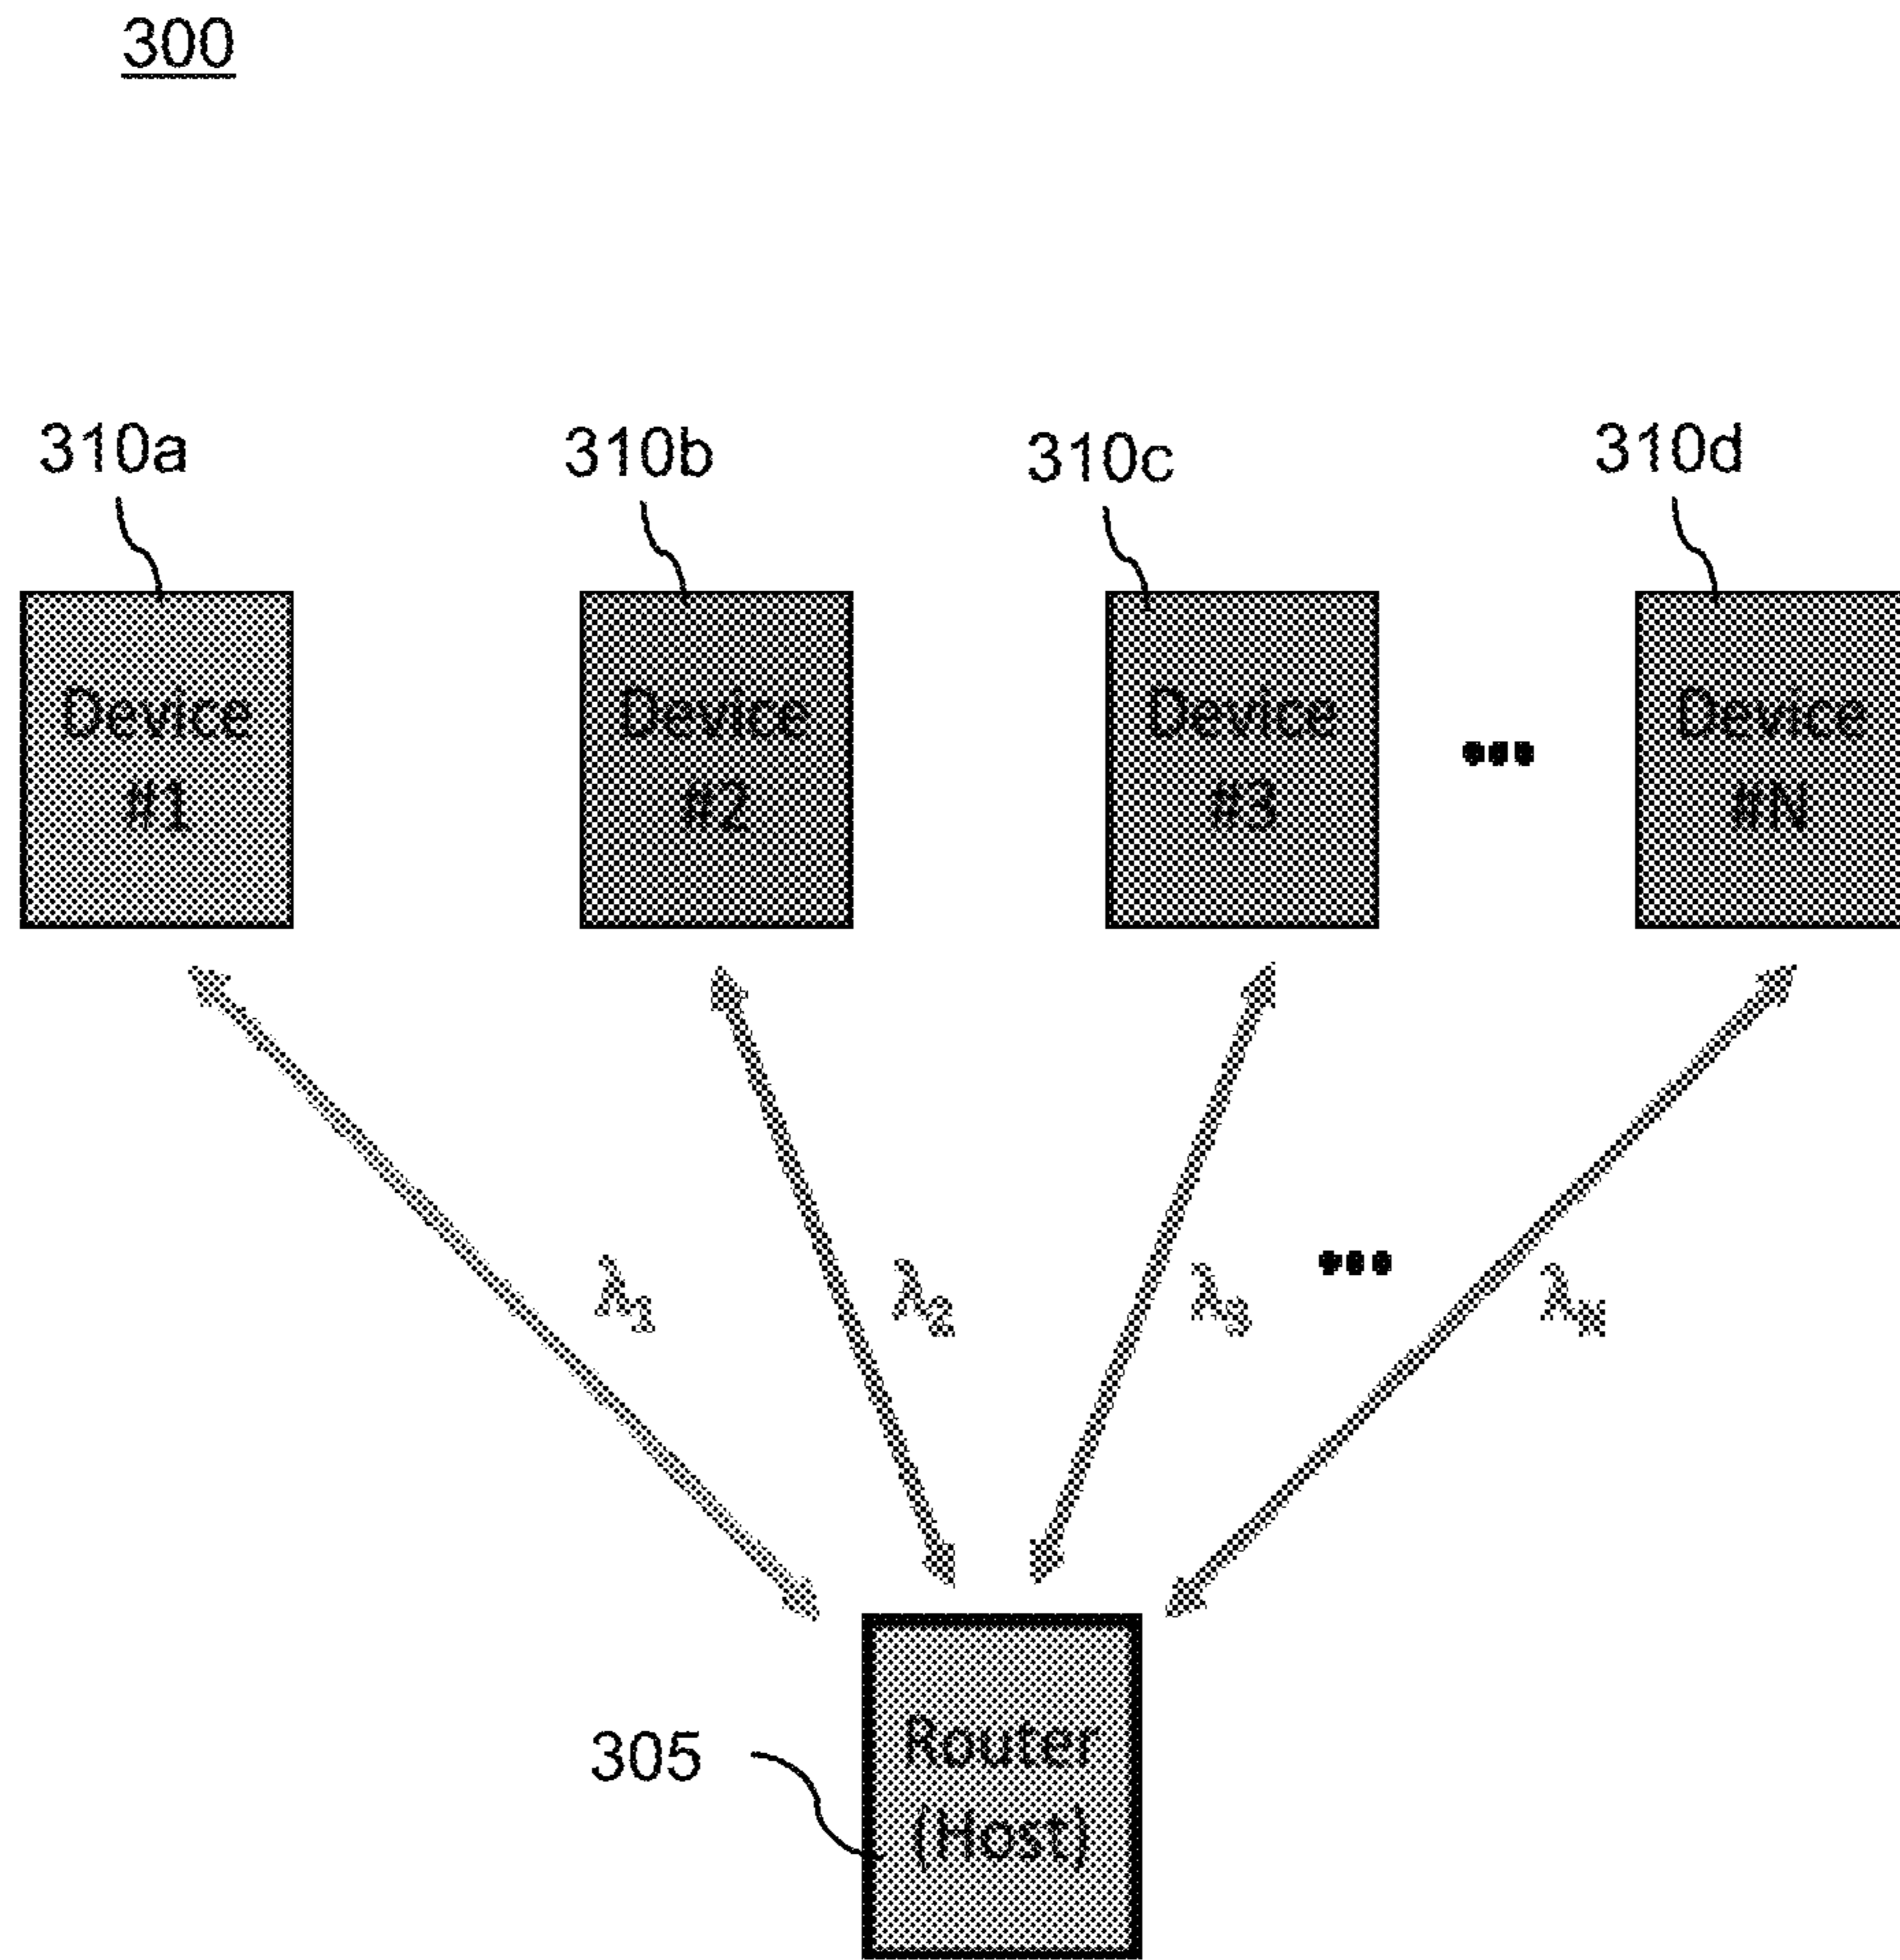 300
310a
310b
310c
310d
Device
#1
Device
#2
Device
#3
...
Device
#N
λ1
λ2
λ3
...
λN
305
Router
(Host)